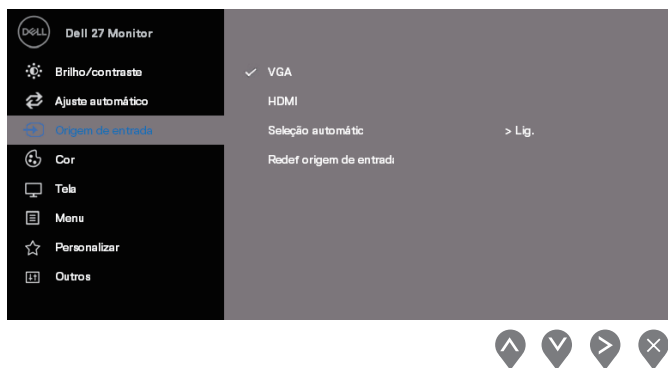 DELL Dell 27 Monitor
Brilho/contraste
Ajuste automático
Origem de entrada
Cor
Tela
Menu
Personalizar
Outros
✓ VGA
HDMI
Seleção automátic > Lig.
Redef origem de entrada